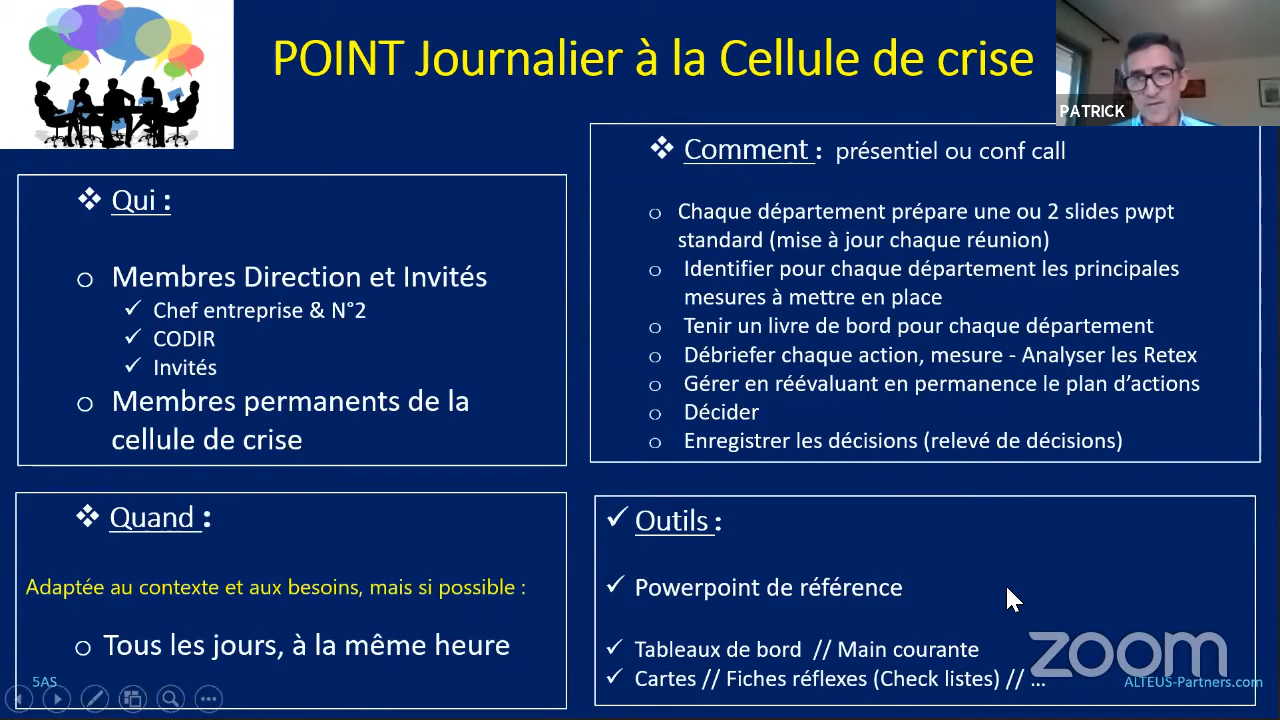 POINT Journalier à la Cellule de crise
PATRICK
❖ Qui :
o Membres Direction et Invités
✓ Chef entreprise & N°2
✓ CODIR
✓ Invités
o Membres permanents de la
cellule de crise
❖ Comment : présentiel ou conf call
o Chaque département prépare une ou 2 slides pwpt
standard (mise à jour chaque réunion)
o Identifier pour chaque département les principales
mesures à mettre en place
o Tenir un livre de bord pour chaque département
o Débriefer chaque action, mesure - Analyser les Retex
o Gérer en réévaluant en permanence le plan d’actions
o Décider
o Enregistrer les décisions (relevé de décisions)
❖ Quand :
Adaptée au contexte et aux besoins, mais si possible :
o Tous les jours, à la même heure
✓ Outils :
✓ Powerpoint de référence
✓ Tableaux de bord // Main courante
✓ Cartes // Fiches réflexes (Check listes) // ...
zoom
5AS
ALTEUS-Partners.com